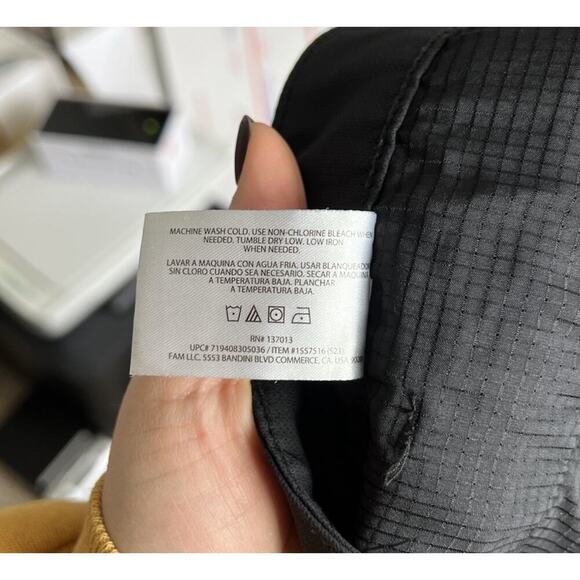 MACHINE WASH COLD. USE NON-CHLORINE BLEACH WHEN
NEEDED. TUMBLE DRY LOW. LOW IRON
WHEN NEEDED.
LAVAR A MAQUINA CON AGUA FRIA. USAR BLANQUEADOR
SIN CLORO CUANDO SEA NECESARIO. SECAR A MAQUINA
A TEMPERATURA BAJA. PLANCHAR
A TEMPERATURA BAJA.
RN# 137013
UPC# 719408305036 / ITEM #1557516 (S23)
FAM LLC. 5553 BANDINI BLVD COMMERCE, CA. USA